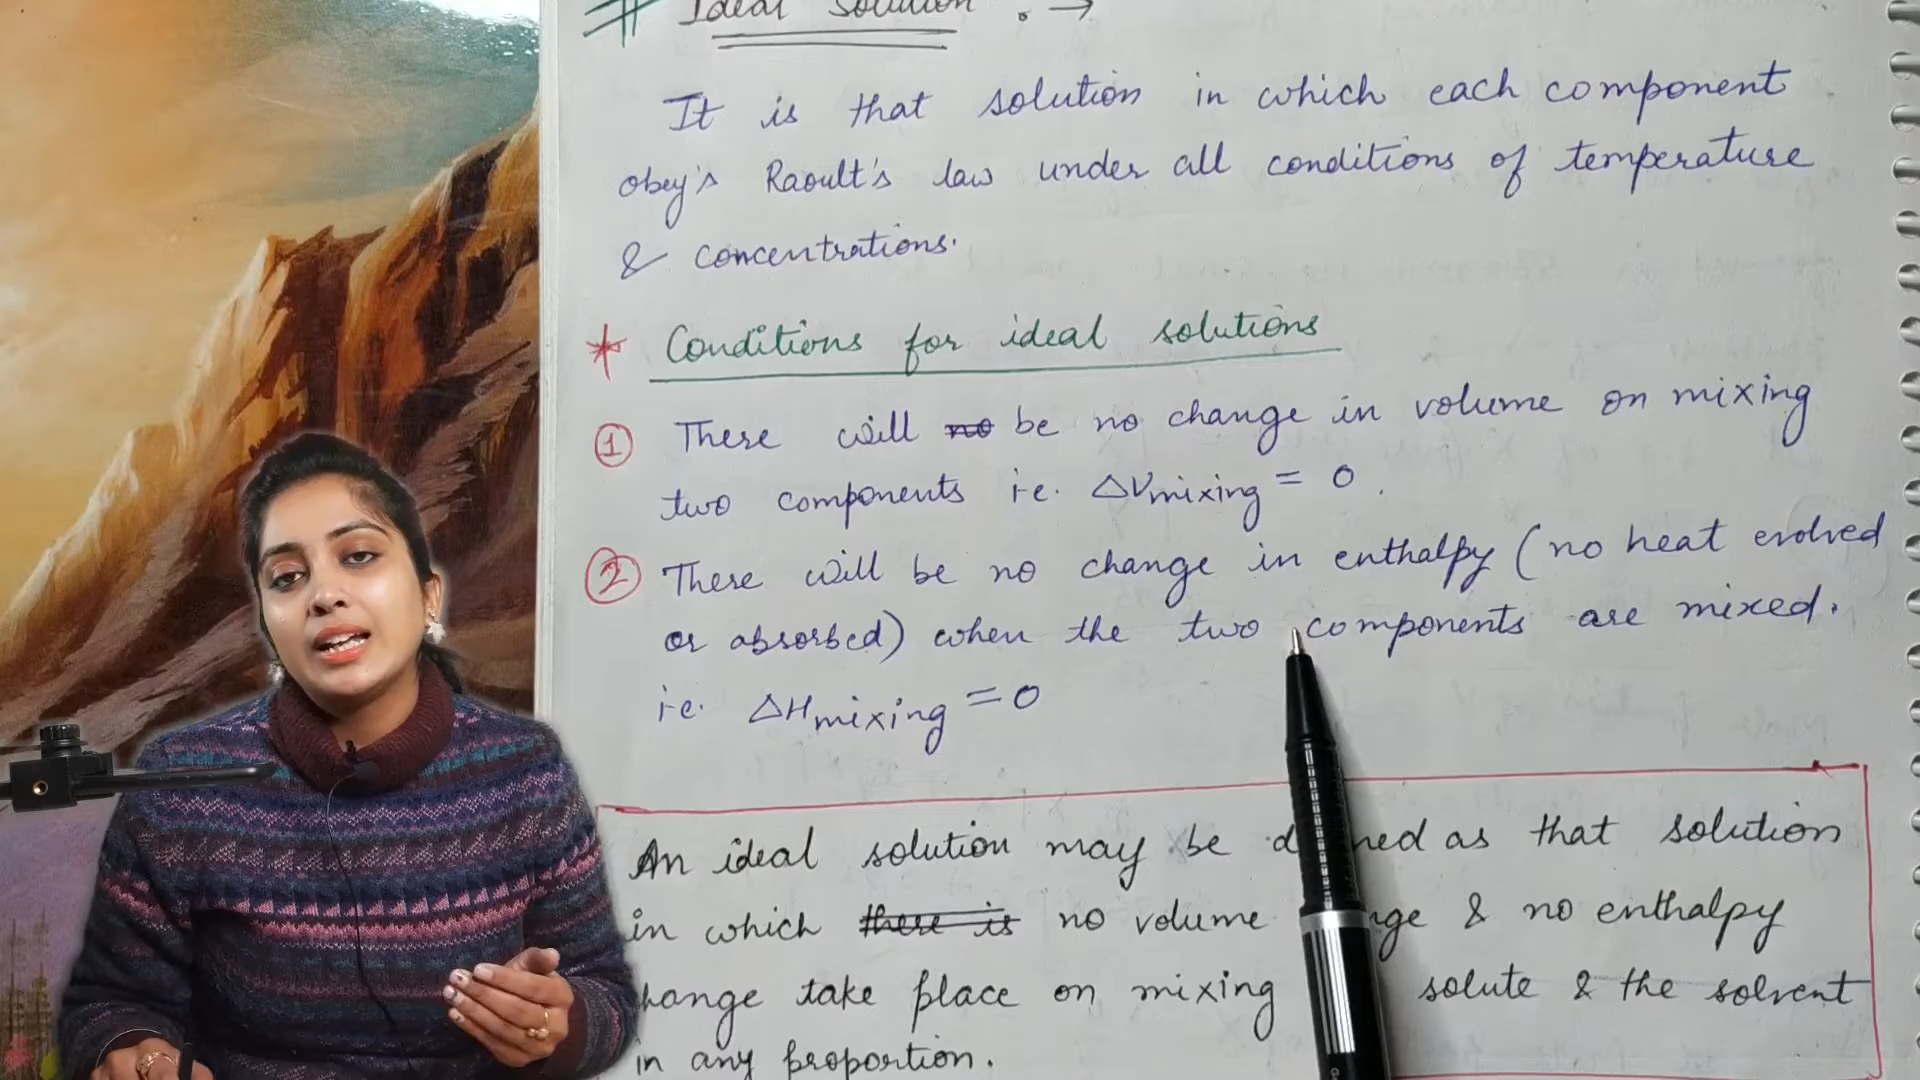 # Ideal Solution :→
It is that solution in which each component
obey's Raoult's law under all conditions of temperature
& concentrations.
* Conditions for ideal solutions
① There will no be no change in volume on mixing
two components i.e. ΔVmixing = 0.
② There will be no change in enthalpy (no heat evolved
or absorbed) when the two components are mixed.
i.e. ΔHmixing = 0
An ideal solution may be as that solution
in which there is no volume & no enthalpy
take place on mixing solute & the solvent
in any proportion.